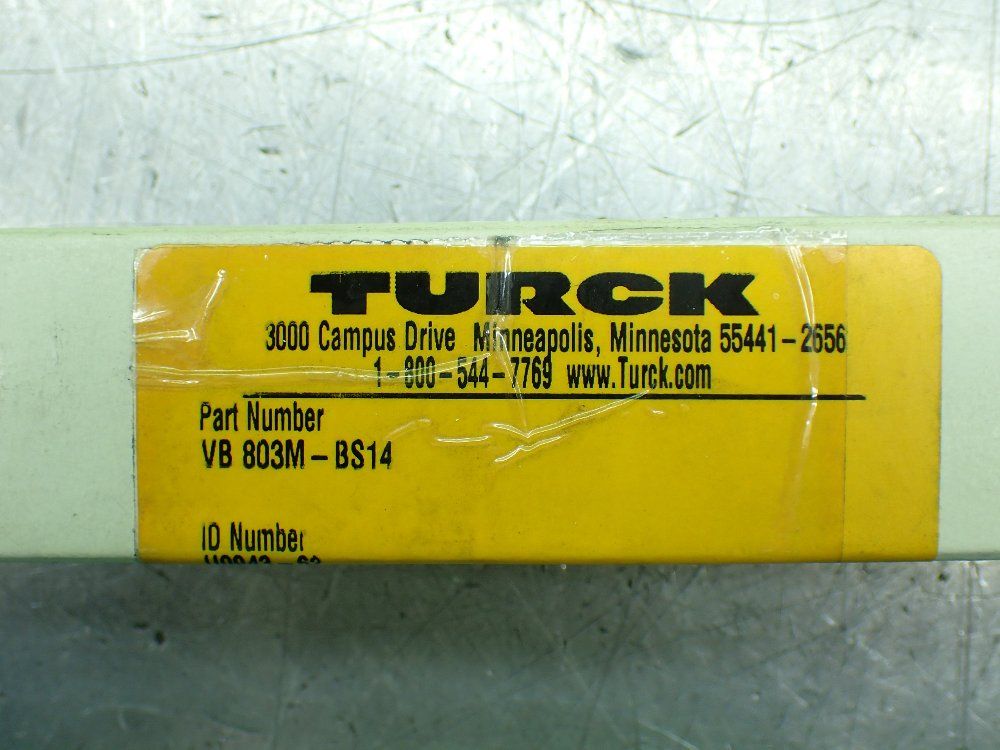 TURCK
3000 Campus Drive Minneapolis, Minnesota 55441-2656
1-800-544-7769 www.Turck.com
Part Number
VB 803M-BS14
ID Number